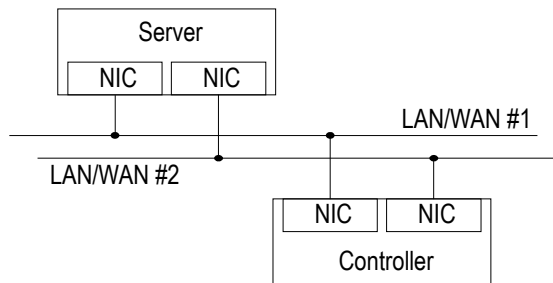 Server
NIC NIC
LAN/WAN #1
LAN/WAN #2
NIC NIC
Controller